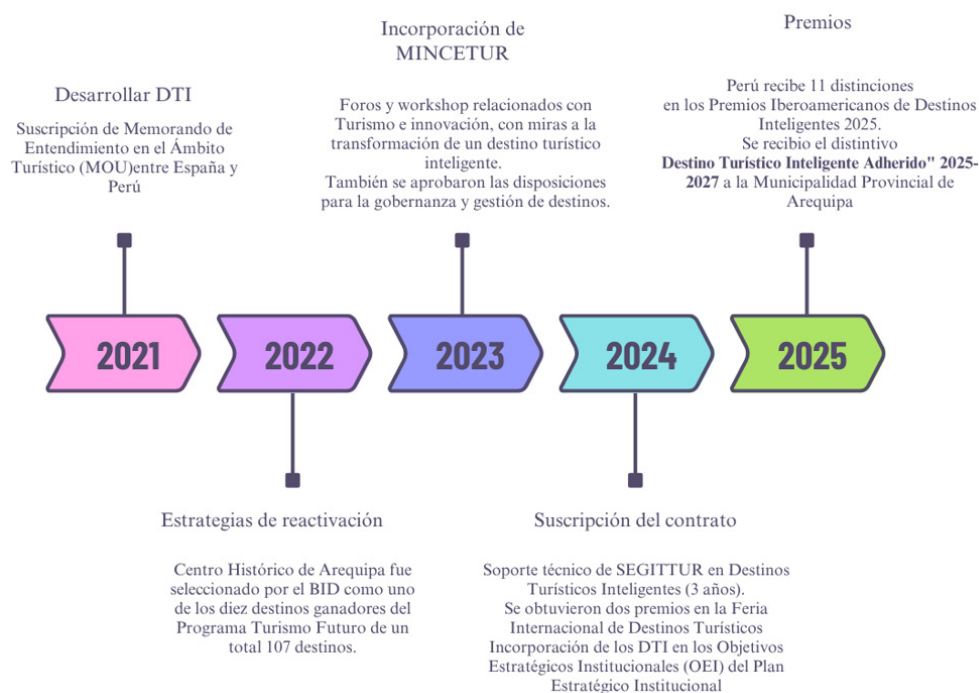 Desarrollar DTI
Suscripción de Memorando de
Entendimiento en el Ámbito
Turístico (MOU)entre España y
Perú
Incorporación de
MINCETUR
Foros y workshop relacionados con
Turismo e innovación, con miras a la
transformación de un destino turístico
inteligente.
También se aprobaron las disposiciones
para la gobernanza y gestión de destinos.
Premios
Perú recibe 11 distinciones
en los Premios Iberoamericanos de Destinos
Inteligentes 2025.
Se recibio el distintivo
Destino Turístico Inteligente Adherido" 2025-
2027 a la Municipalidad Provincial de
Arequipa
2021
2022
2023
2024
2025
Estrategias de reactivación
Centro Histórico de Arequipa fue
seleccionado por el BID como uno
de los diez destinos ganadores del
Programa Turismo Futuro de un
total 107 destinos.
Suscripción del contrato
Soporte técnico de SEGITTUR en Destinos
Turísticos Inteligentes (3 años).
Se obtuvieron dos premios en la Feria
Internacional de Destinos Turísticos
Incorporación de los DTI en los Objetivos
Estratégicos Institucionales (OEI) del Plan
Estratégico Institucional